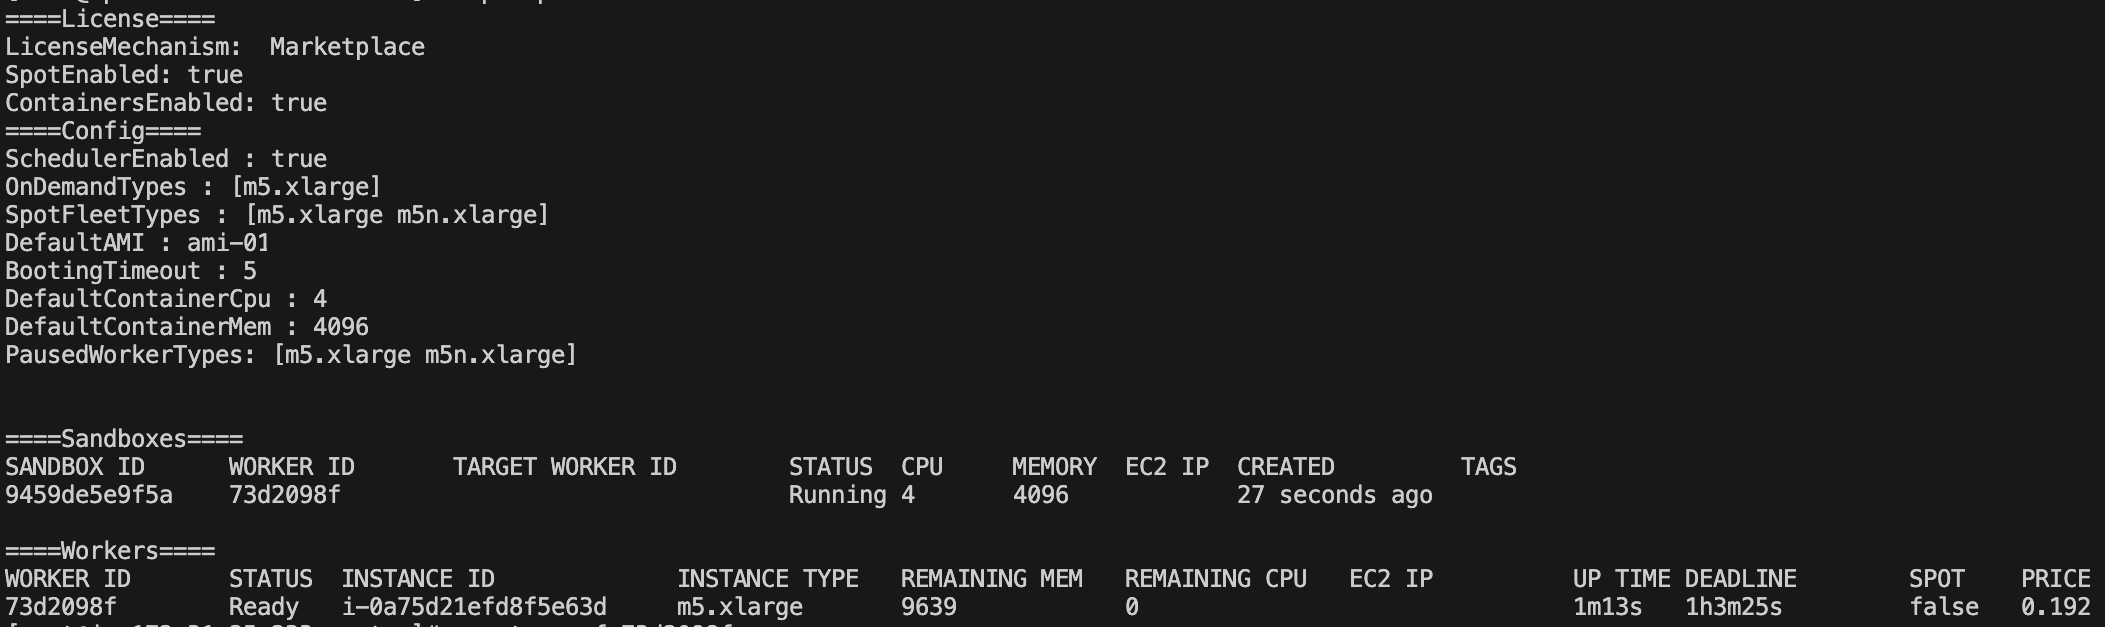 ====License====
LicenseMechanism:  Marketplace
SpotEnabled: true
ContainersEnabled: true
====Config====
SchedulerEnabled : true
OnDemandTypes : [m5.xlarge]
SpotFleetTypes : [m5.xlarge m5n.xlarge]
DefaultAMI : ami-01
BootingTimeout : 5
DefaultContainerCpu : 4
DefaultContainerMem : 4096
PausedWorkerTypes: [m5.xlarge m5n.xlarge]
====Sandboxes====
SANDBOX ID      WORKER ID       TARGET WORKER ID        STATUS  CPU     MEMORY  EC2 IP  CREATED         TAGS
9459de5e9f5a    73d2098f                                Running 4       4096            27 seconds ago
====Workers====
WORKER ID       STATUS  INSTANCE ID             INSTANCE TYPE   REMAINING MEM   REMAINING CPU   EC2 IP          UP TIME DEADLINE        SPOT    PRICE
73d2098f        Ready   i-0a75d21efd8f5e63d     m5.xlarge       9639            0                               1m13s   1h3m25s         false   0.192